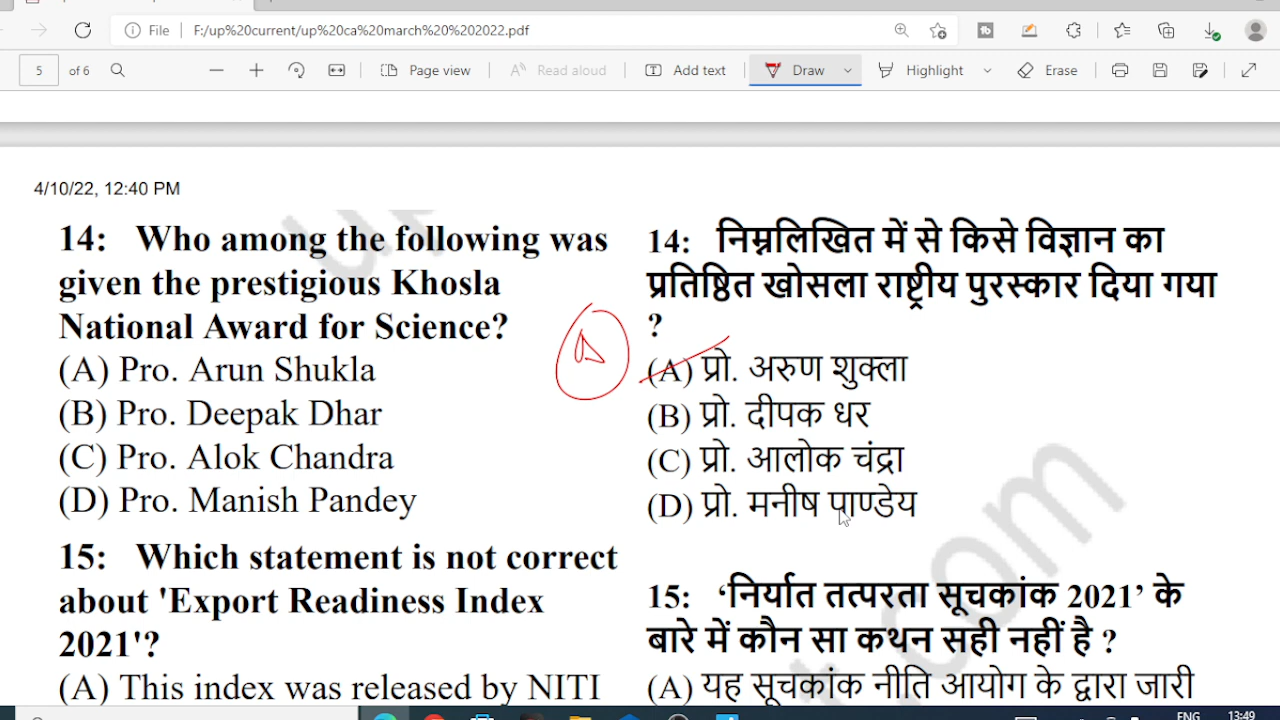 File F:/up%20current/up%20ca%20march%20%202022.pdf
5 of 6 Page view Read aloud Add text Draw Highlight Erase
4/10/22, 12:40 PM
14: Who among the following was
given the prestigious Khosla
National Award for Science?
(A) Pro. Arun Shukla
(B) Pro. Deepak Dhar
(C) Pro. Alok Chandra
(D) Pro. Manish Pandey
15: Which statement is not correct
about 'Export Readiness Index
2021'?
(A) This index was released by NITI
14: निम्नलिखित में से किसे विज्ञान का
प्रतिष्ठित खोसला राष्ट्रीय पुरस्कार दिया गया
?
(A) प्रो. अरुण शुक्ला
(B) प्रो. दीपक धर
(C) प्रो. आलोक चंद्रा
(D) प्रो. मनीष पाण्डेय
15: ‘निर्यात तत्परता सूचकांक 2021’ के
बारे में कौन सा कथन सही नहीं है ?
(A) यह सूचकांक नीति आयोग के द्वारा जारी
ENG 13:49